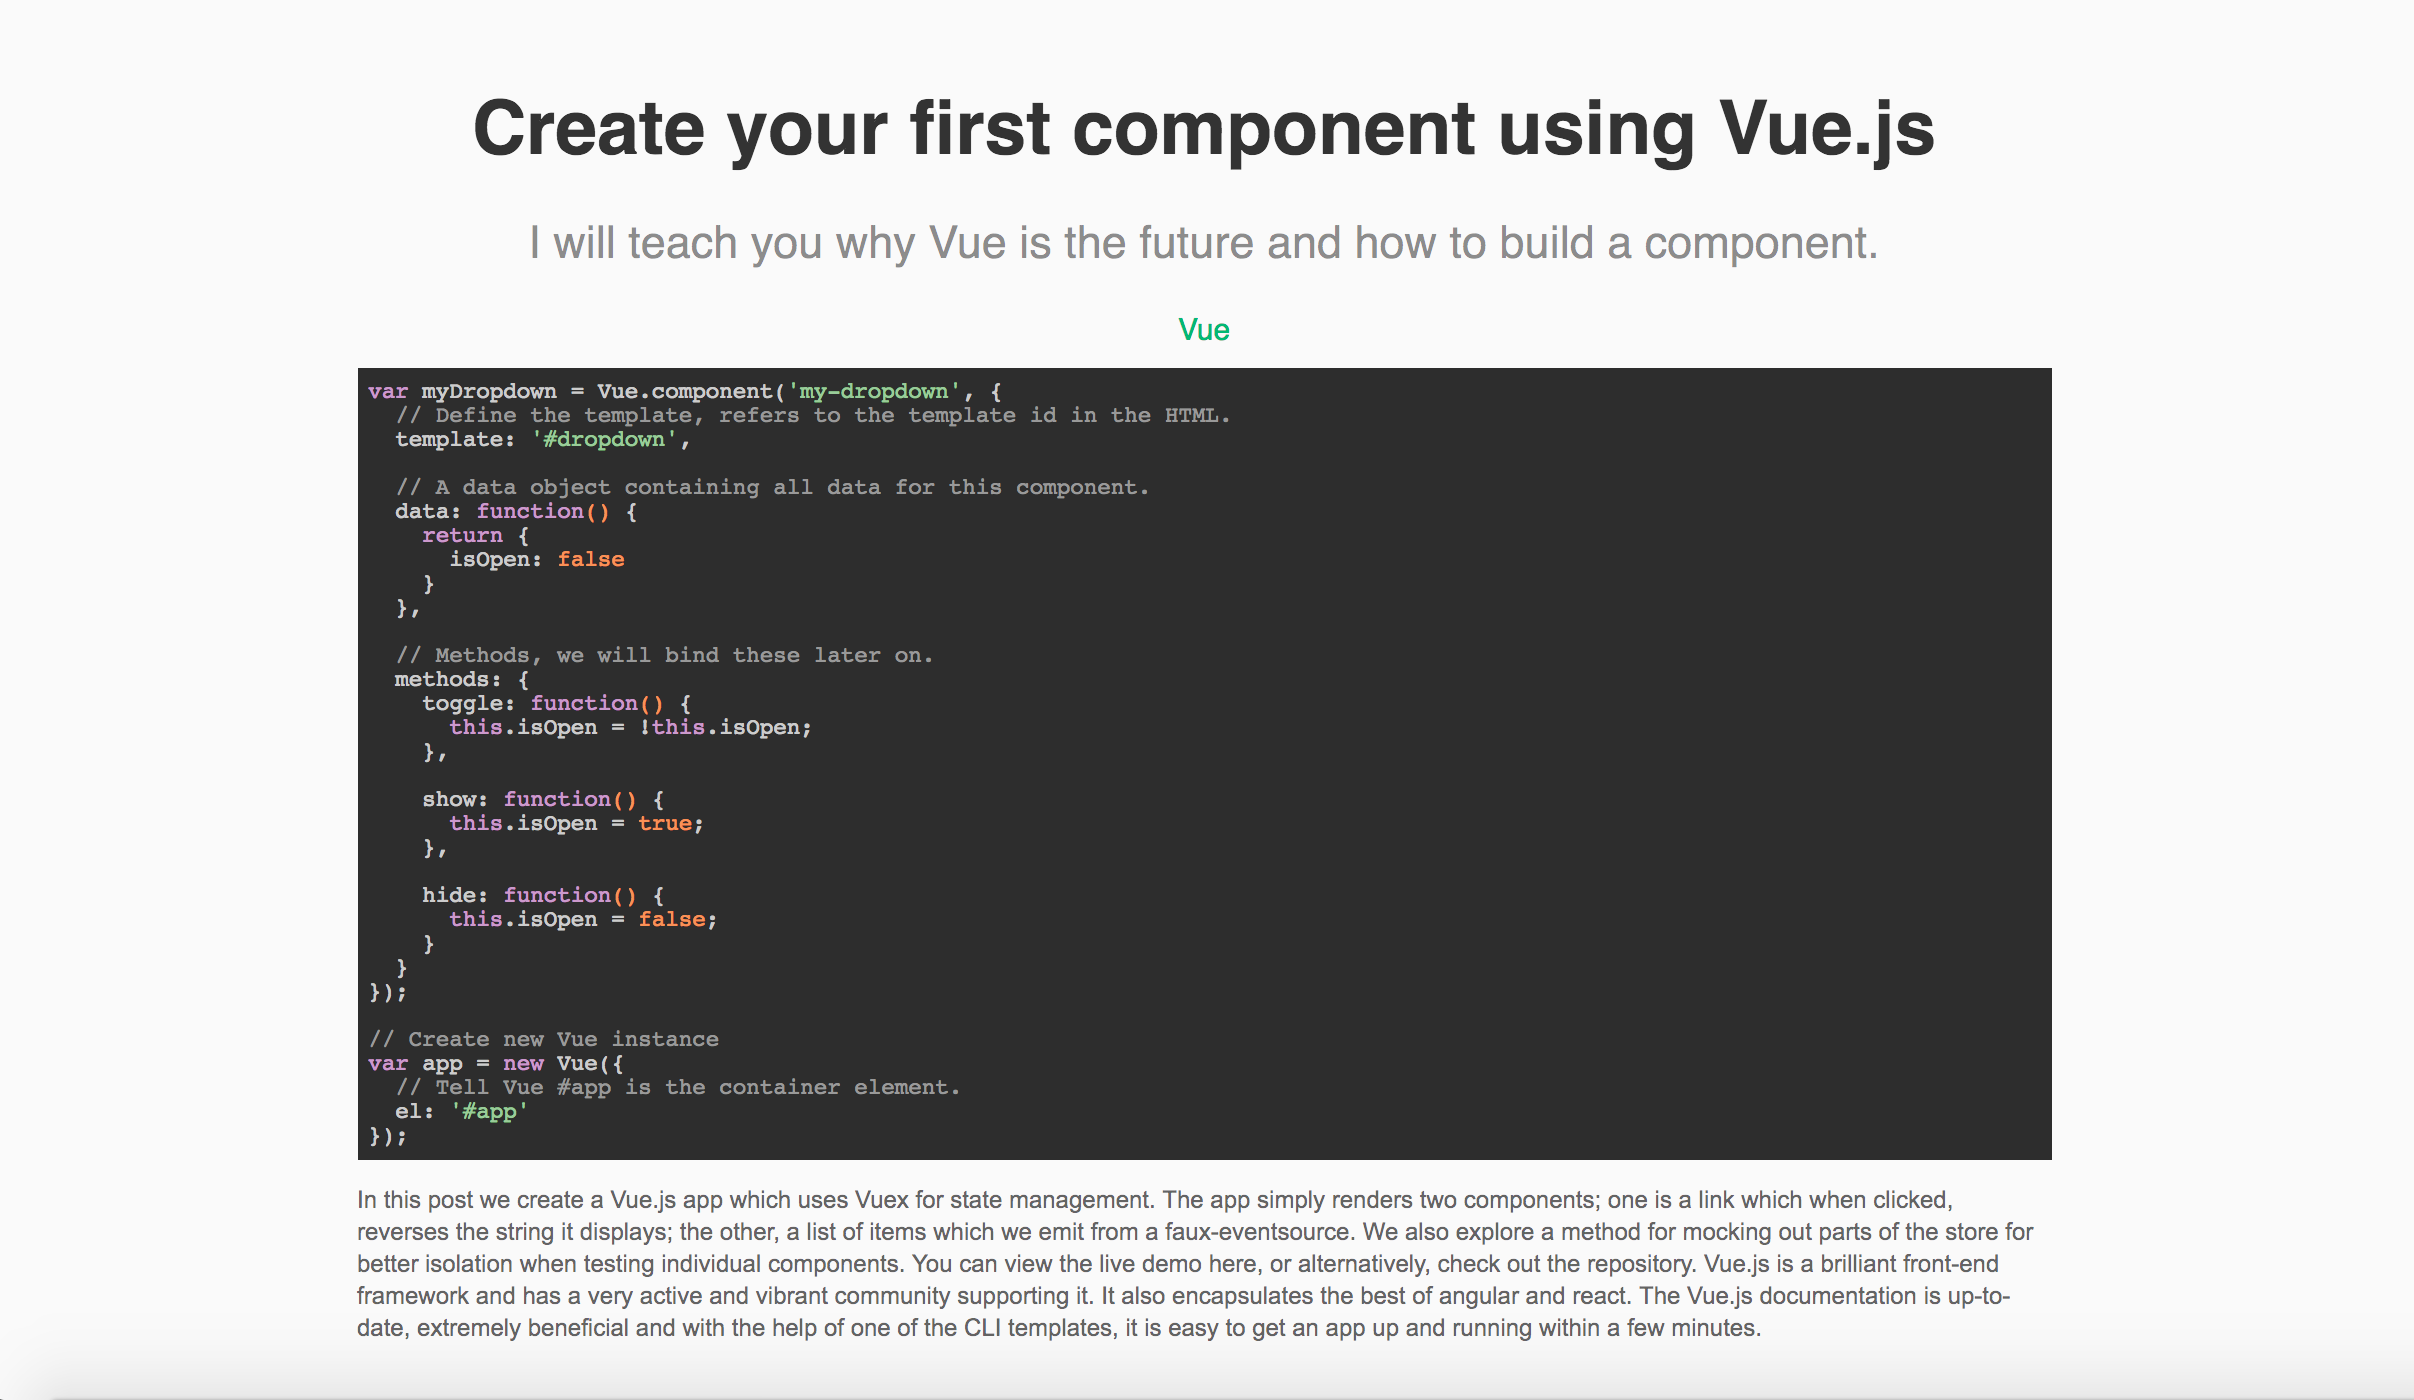 Create your first component using Vue.js
I will teach you why Vue is the future and how to build a component.
Vue
var myDropdown = Vue.component('my-dropdown', {
  // Define the template, refers to the template id in the HTML.
  template: '#dropdown',

  // A data object containing all data for this component.
  data: function() {
    return {
      isOpen: false
    }
  },

  // Methods, we will bind these later on.
  methods: {
    toggle: function() {
      this.isOpen = !this.isOpen;
    },

    show: function() {
      this.isOpen = true;
    },

    hide: function() {
      this.isOpen = false;
    }
  }
});

// Create new Vue instance
var app = new Vue({
  // Tell Vue #app is the container element.
  el: '#app'
});
In this post we create a Vue.js app which uses Vuex for state management. The app simply renders two components; one is a link which when clicked,
reverses the string it displays; the other, a list of items which we emit from a faux-eventsource. We also explore a method for mocking out parts of the store for
better isolation when testing individual components. You can view the live demo here, or alternatively, check out the repository. Vue.js is a brilliant front-end
framework and has a very active and vibrant community supporting it. It also encapsulates the best of angular and react. The Vue.js documentation is up-to-
date, extremely beneficial and with the help of one of the CLI templates, it is easy to get an app up and running within a few minutes.